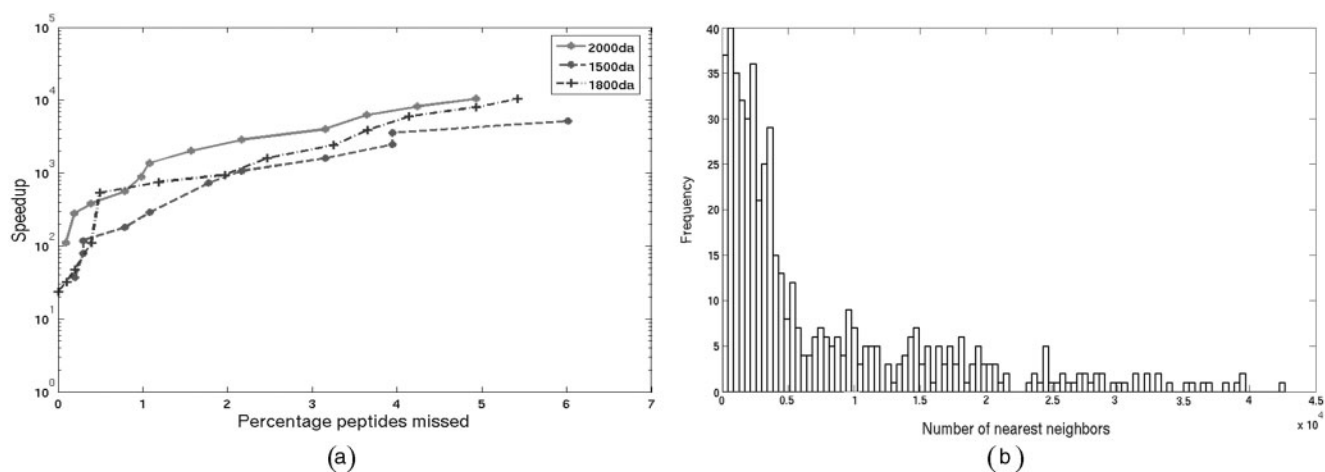 10^5
10^4
10^3
10^2
10^1
10^0
Speedup
2000da
1500da
1800da
0 1 2 3 4 5 6 7
Percentage peptides missed
(a)
40
35
30
25
20
15
10
5
0
Frequency
0 0.5 1 1.5 2 2.5 3 3.5 4 4.5
x 10^4
Number of nearest neighbors
(b)